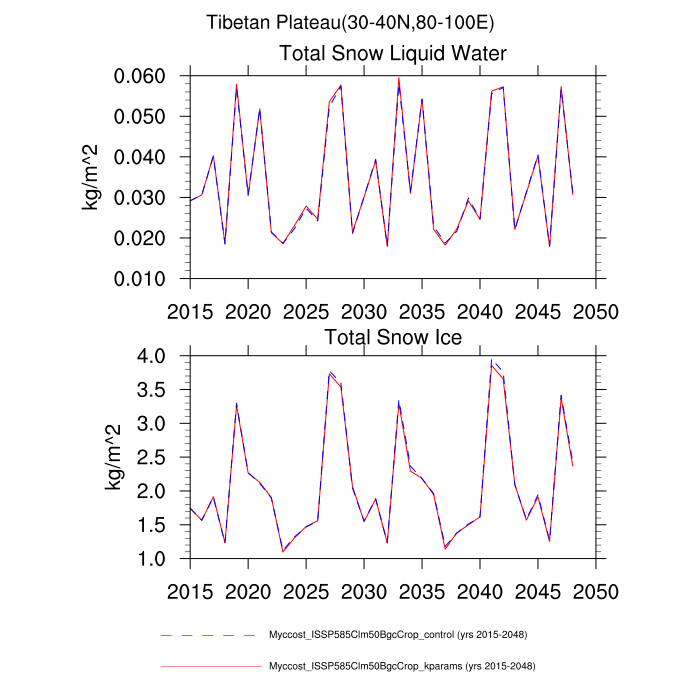 Tibetan Plateau(30-40N,80-100E)
Total Snow Liquid Water
0.060
0.050
0.040
0.030
0.020
0.010
kg/m^2
2015 2020 2025 2030 2035 2040 2045 2050
Total Snow Ice
4.0
3.5
3.0
2.5
2.0
1.5
1.0
kg/m^2
2015 2020 2025 2030 2035 2040 2045 2050
Myccost_ISSP585Clm50BgcCrop_control (yrs 2015-2048)
Myccost_ISSP585Clm50BgcCrop_kparams (yrs 2015-2048)